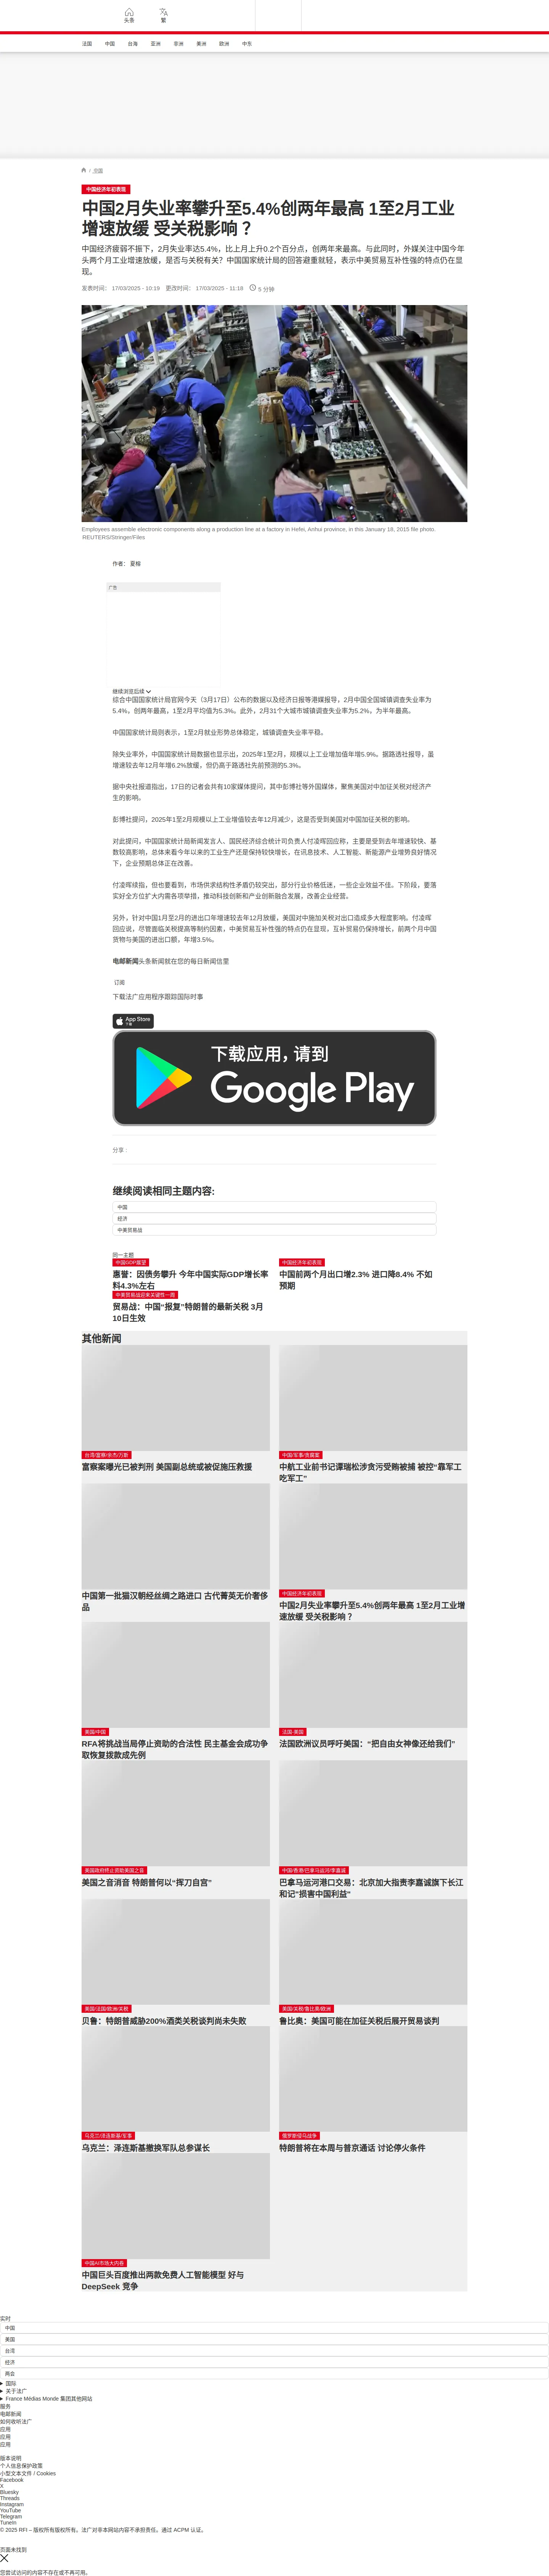 头条
繁
法国
中国
台海
亚洲
非洲
美洲
欧洲
中东
/ 中国
中国经济年初表现
中国2月失业率攀升至5.4%创两年最高 1至2月工业
增速放缓 受关税影响？
中国经济疲弱不振下，2月失业率达5.4%，比上月上升0.2个百分点，创两年来最高。与此同时，外媒关注中国今年
头两个月工业增速放缓，是否与关税有关？中国国家统计局的回答避重就轻，表示中美贸易互补性强的特点仍在显
现。
发表时间： 17/03/2025 - 10:19 更改时间： 17/03/2025 - 11:18 5 分钟
Employees assemble electronic components along a production line at a factory in Hefei, Anhui province, in this January 18, 2015 file photo.
REUTERS/Stringer/Files
作者： 夏榕
广告
继续浏览后续
综合中国国家统计局官网今天（3月17日）公布的数据以及经济日报等港媒报导，2月中国全国城镇调查失业率为
5.4%，创两年最高，1至2月平均值为5.3%。此外，2月31个大城市城镇调查失业率为5.2%，为半年最高。
中国国家统计局则表示，1至2月就业形势总体稳定，城镇调查失业率平稳。
除失业率外，中国国家统计局数据也显示出，2025年1至2月，规模以上工业增加值年增5.9%。据路透社报导，虽
增速较去年12月年增6.2%放缓，但仍高于路透社先前预测的5.3%。
据中央社报道指出，17日的记者会共有10家媒体提问，其中彭博社等外国媒体，聚焦美国对中加征关税对经济产
生的影响。
彭博社提问，2025年1至2月规模以上工业增值较去年12月减少，这是否受到美国对中国加征关税的影响。
对此提问，中国国家统计局新闻发言人、国民经济综合统计司负责人付凌晖回应称，主要是受到去年增速较快、基
数较高影响，总体来看今年以来的工业生产还是保持较快增长，在讯息技术、人工智能、新能源产业增势良好情况
下，企业预期总体正在改善。
付凌晖续指，但也要看到，市场供求结构性矛盾仍较突出，部分行业价格低迷，一些企业效益不佳。下阶段，要落
实好全方位扩大内需各项举措，推动科技创新和产业创新融合发展，改善企业经营。
另外，针对中国1月至2月的进出口年增速较去年12月放缓，美国对中施加关税对出口造成多大程度影响。付凌晖
回应说，尽管面临关税提高等制约因素，中美贸易互补性强的特点仍在显现，互补贸易仍保持增长，前两个月中国
货物与美国的进出口额，年增3.5%。
电邮新闻头条新闻就在您的每日新闻信里
订阅
下载法广应用程序跟踪国际时事
App Store
下载
下载应用，请到
Google Play
分享 :
继续阅读相同主题内容:
中国
经济
中美贸易战
同一主题
中国GDP展望
惠誉：因债务攀升 今年中国实际GDP增长率
料4.3%左右
中国经济年初表现
中国前两个月出口增2.3% 进口降8.4% 不如
预期
中美贸易战迎来关键性一周
贸易战：中国“报复”特朗普的最新关税 3月
10日生效
其他新闻
台湾/富察/余杰/万斯
富察案曝光已被判刑 美国副总统或被促施压救援
中国/军事/贪腐案
中航工业前书记谭瑞松涉贪污受贿被捕 被控“靠军工
吃军工”
中国第一批猫汉朝经丝绸之路进口 古代菁英无价奢侈
品
中国经济年初表现
中国2月失业率攀升至5.4%创两年最高 1至2月工业增
速放缓 受关税影响？
美国/中国
RFA将挑战当局停止资助的合法性 民主基金会成功争
取恢复拨款成先例
法国-美国
法国欧洲议员呼吁美国：“把自由女神像还给我们”
美国政府终止资助美国之音
美国之音消音 特朗普何以“挥刀自宫”
中国/香港/巴拿马运河/李嘉诚
巴拿马运河港口交易：北京加大指责李嘉诚旗下长江
和记"损害中国利益"
美国/法国/欧洲/关税
贝鲁：特朗普威胁200%酒类关税谈判尚未失败
美国/关税/鲁比奥/欧洲
鲁比奥：美国可能在加征关税后展开贸易谈判
乌克兰/泽连斯基/军事
乌克兰：泽连斯基撤换军队总参谋长
俄罗斯侵乌战争
特朗普将在本周与普京通话 讨论停火条件
中国AI市场大内卷
中国巨头百度推出两款免费人工智能模型 好与
DeepSeek 竞争
实时
中国
美国
台湾
经济
两会
国际
关于法广
France Médias Monde 集团其他网站
服务
电邮新闻
如何收听法广
应用
应用
应用
版本说明
个人信息保护政策
小型文本文件 / Cookies
Facebook
X
Bluesky
Threads
Instagram
YouTube
Telegram
TuneIn
© 2025 RFI – 版权所有版权所有。法广对非本网站内容不承担责任。通过 ACPM 认证。
页面未找到
您尝试访问的内容不存在或不再可用。